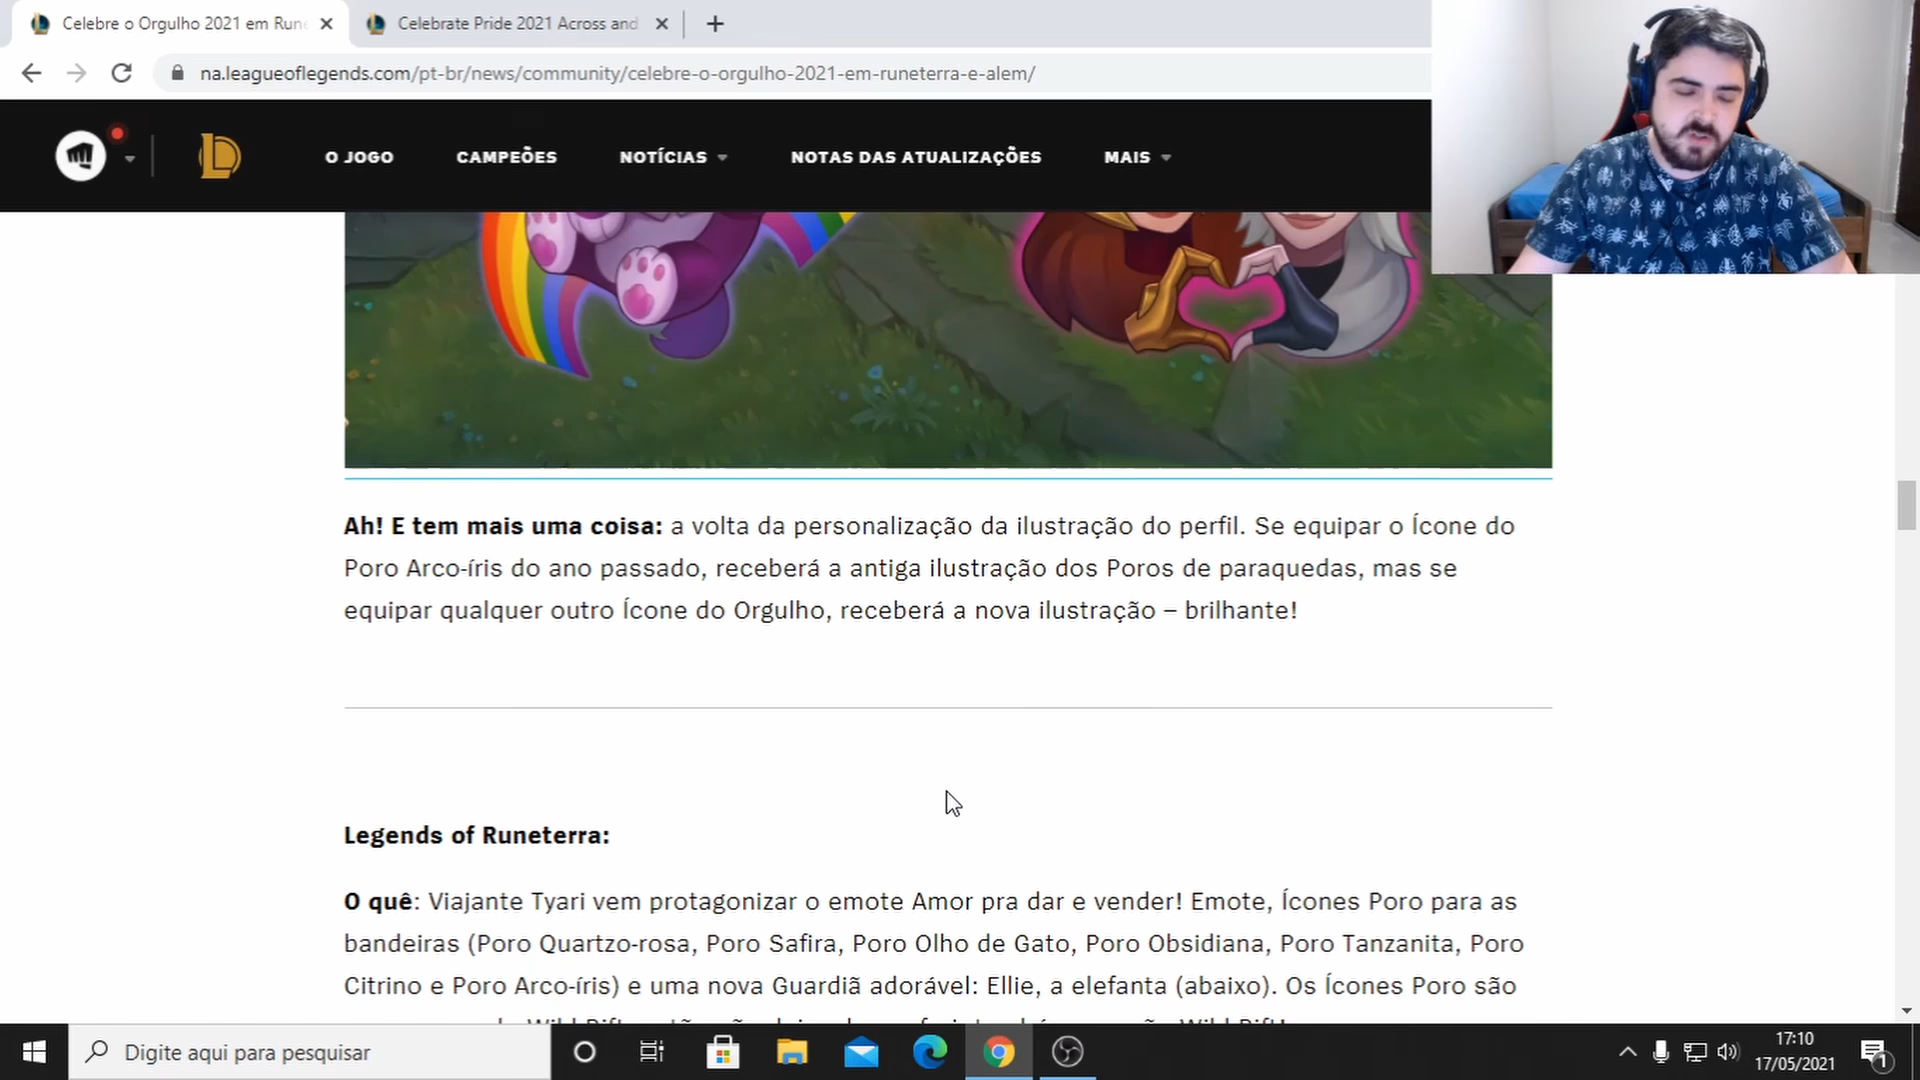 Celebre o Orgulho 2021 em Rune
Celebrate Pride 2021 Across and
na.leagueoflegends.com/pt-br/news/community/celebre-o-orgulho-2021-em-runeterra-e-alem/
O JOGO
CAMPEÕES
NOTÍCIAS
NOTAS DAS ATUALIZAÇÕES
MAIS
Ah! E tem mais uma coisa: a volta da personalização da ilustração do perfil. Se equipar o Ícone do
Poro Arco-íris do ano passado, receberá a antiga ilustração dos Poros de paraquedas, mas se
equipar qualquer outro Ícone do Orgulho, receberá a nova ilustração – brilhante!
Legends of Runeterra:
O quê: Viajante Tyari vem protagonizar o emote Amor pra dar e vender! Emote, Ícones Poro para as
bandeiras (Poro Quartzo-rosa, Poro Safira, Poro Olho de Gato, Poro Obsidiana, Poro Tanzanita, Poro
Citrino e Poro Arco-íris) e uma nova Guardiã adorável: Ellie, a elefanta (abaixo). Os Ícones Poro são
Digite aqui para pesquisar
17:10
17/05/2021
1